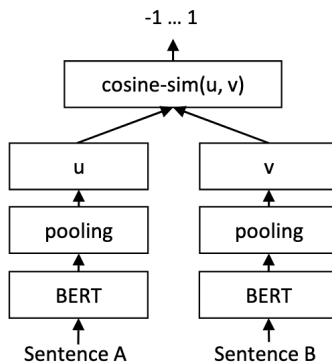 -1 … 1
cosine-sim(u, v)
u v
pooling pooling
BERT BERT
Sentence A Sentence B